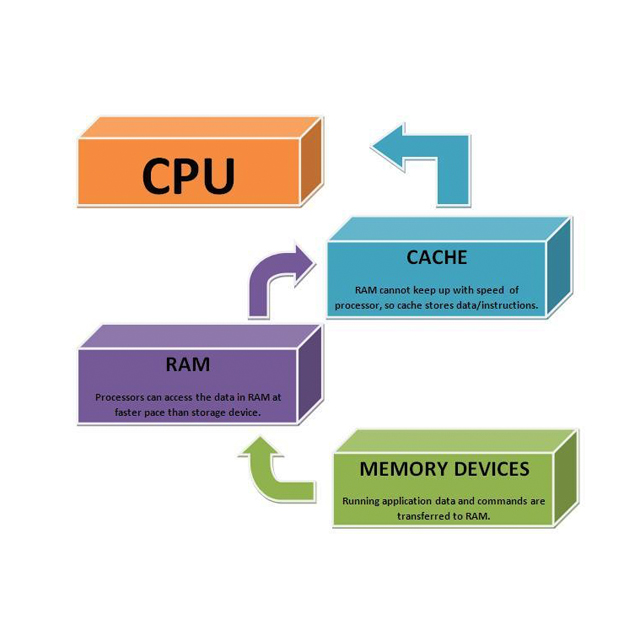 CPU
CACHE
RAM cannot keep up with speed of
processor, so cache stores data/instructions.
RAM
Processors can access the data in RAM at
faster pace than storage device.
MEMORY DEVICES
Running application data and commands are
transferred to RAM.